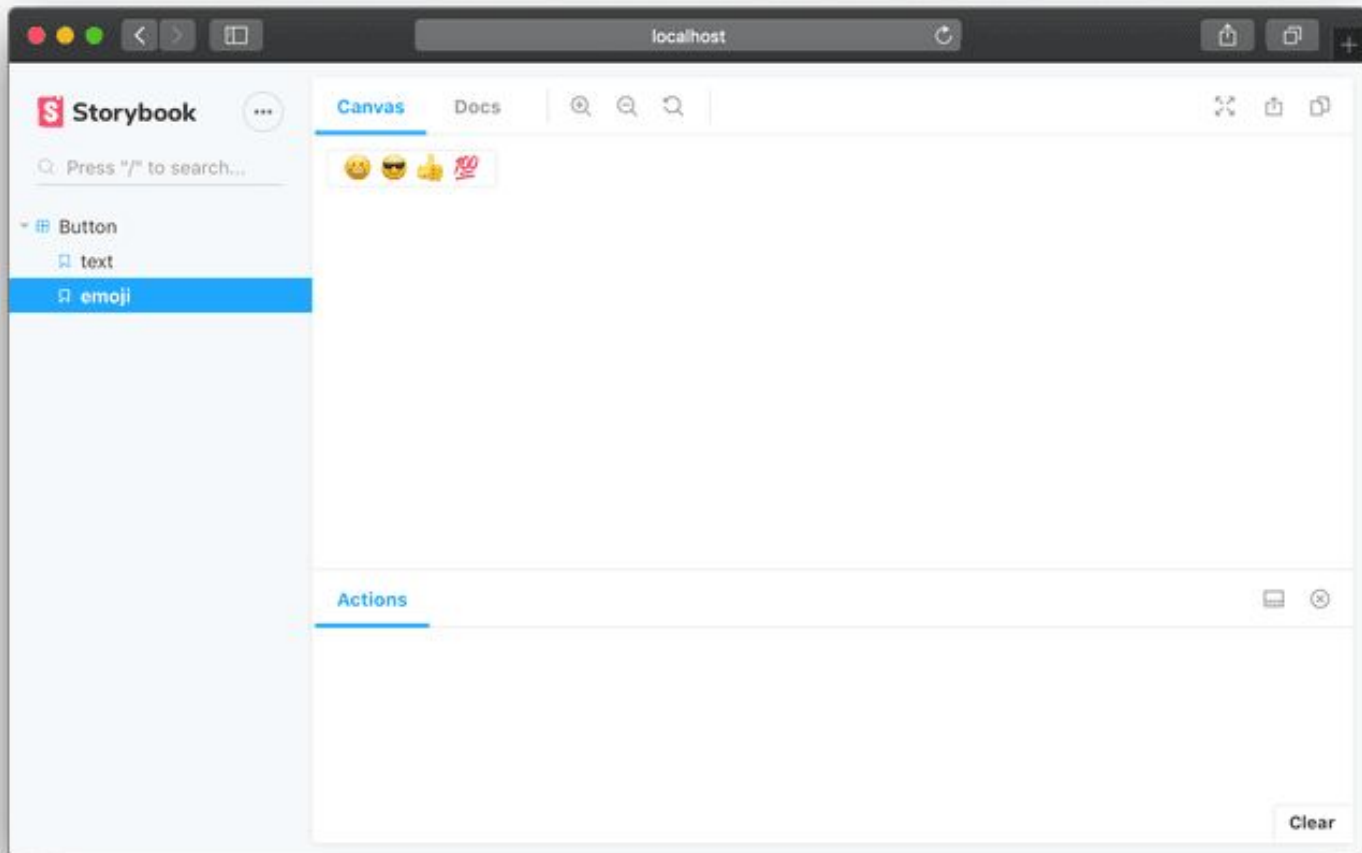 localhost
Storybook
Press "/" to search...
Button
text
emoji
Canvas
Docs
😀 😎 👍 💯
Actions
Clear